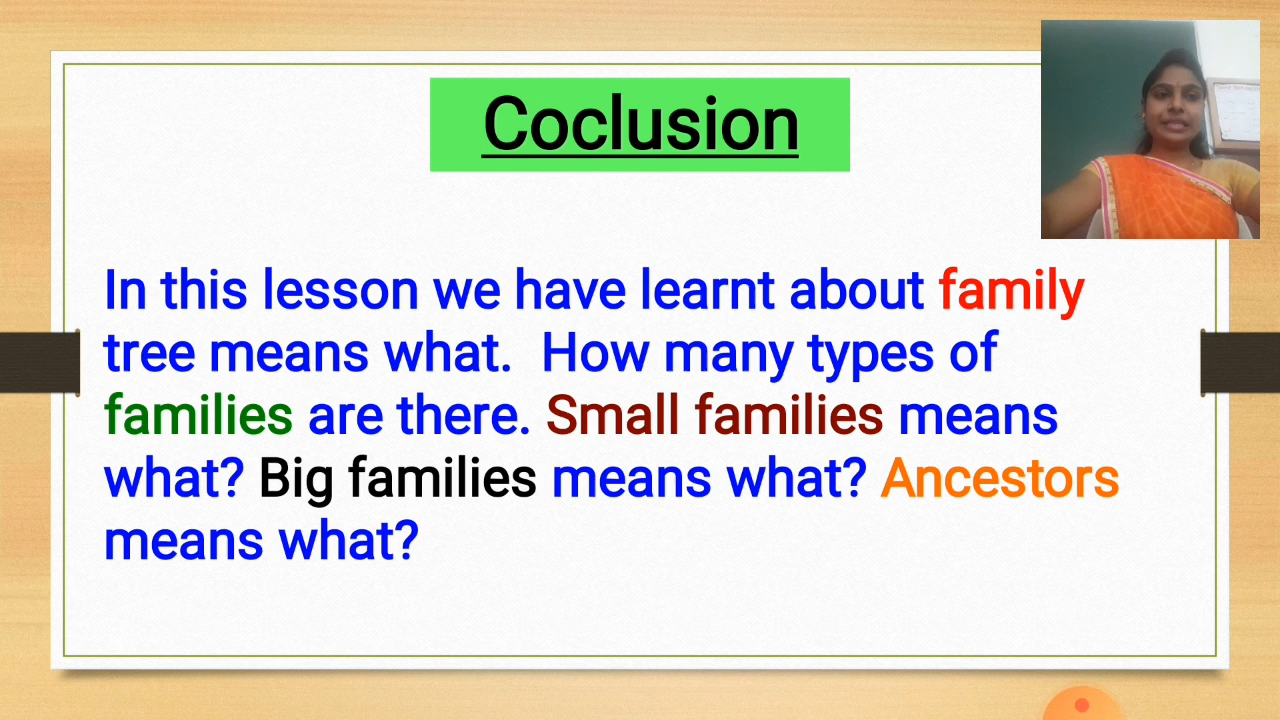 Coclusion
In this lesson we have learnt about family
tree means what.  How many types of
families are there. Small families means
what? Big families means what? Ancestors
means what?